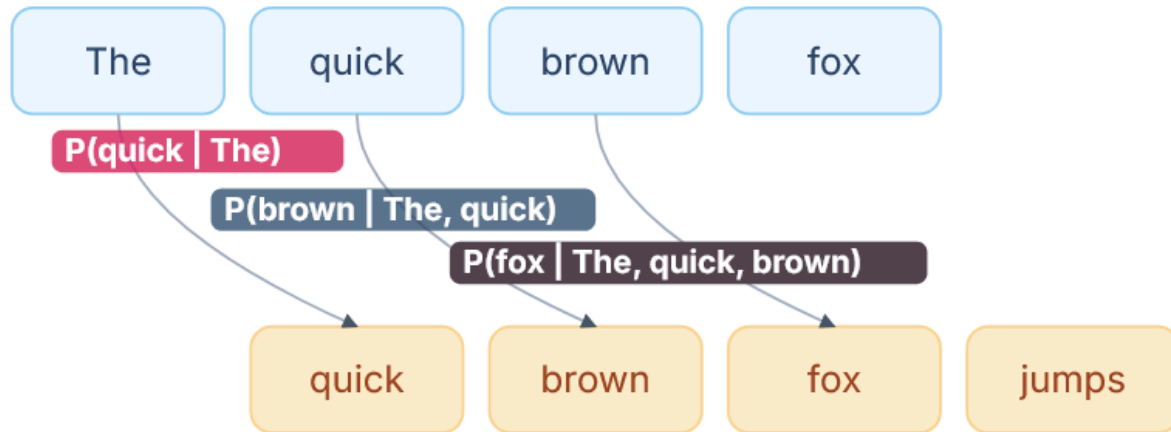 The quick brown fox
P(quick | The)
P(brown | The, quick)
P(fox | The, quick, brown)
quick brown fox jumps